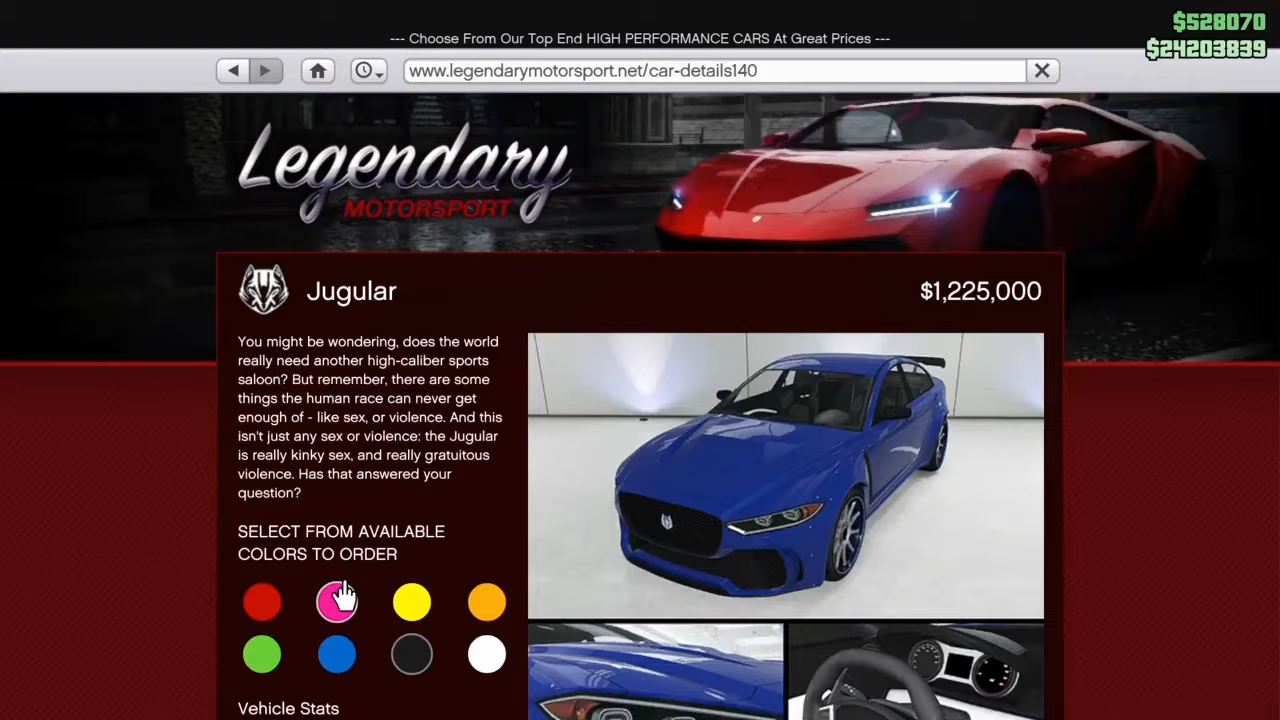 $528070
--- Choose From Our Top End HIGH PERFORMANCE CARS At Great Prices ---
$24203839
www.legendarymotorsport.net/car-details140
Legendary
MOTORSPORT
Jugular
$1,225,000
You might be wondering, does the world
really need another high-caliber sports
saloon? But remember, there are some
things the human race can never get
enough of - like sex, or violence. And this
isn't just any sex or violence: the Jugular
is really kinky sex, and really gratuitous
violence. Has that answered your
question?
SELECT FROM AVAILABLE
COLORS TO ORDER
Vehicle Stats